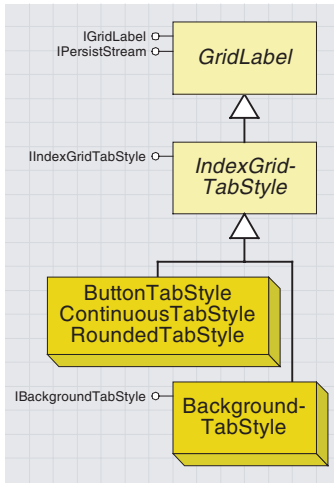 IGridLabel
IPersistStream
GridLabel
IIndexGridTabStyle
IndexGrid-
TabStyle
ButtonTabStyle
ContinuousTabStyle
RoundedTabStyle
IBackgroundTabStyle
Background-
TabStyle